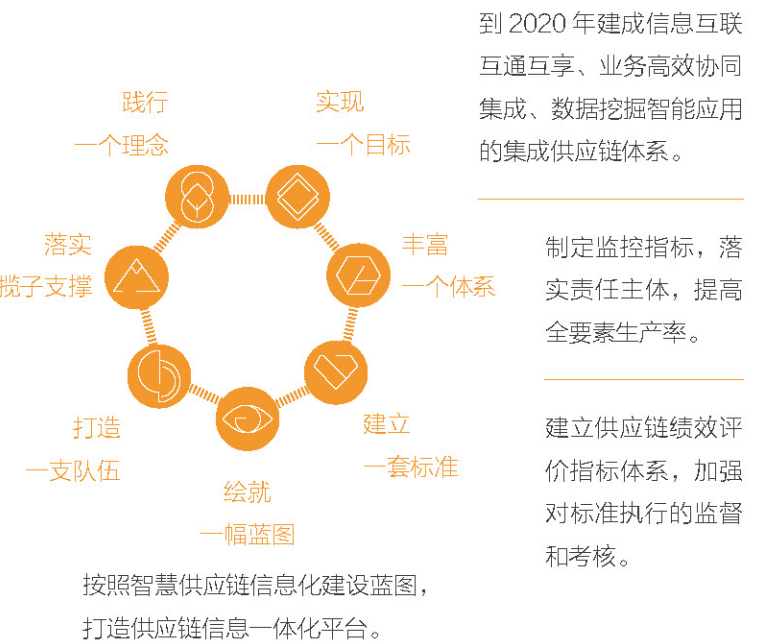 到 2020 年建成信息互联
互通互享、业务高效协同
集成、数据挖掘智能应用
的集成供应链体系。
践行
一个理念
实现
一个目标
落实
揽子支撑
丰富
一个体系
制定监控指标，落
实责任主体，提高
全要素生产率。
打造
一支队伍
建立
一套标准
绘就
一幅蓝图
建立供应链绩效评
价指标体系，加强
对标准执行的监督
和考核。
按照智慧供应链信息化建设蓝图，
打造供应链信息一体化平台。